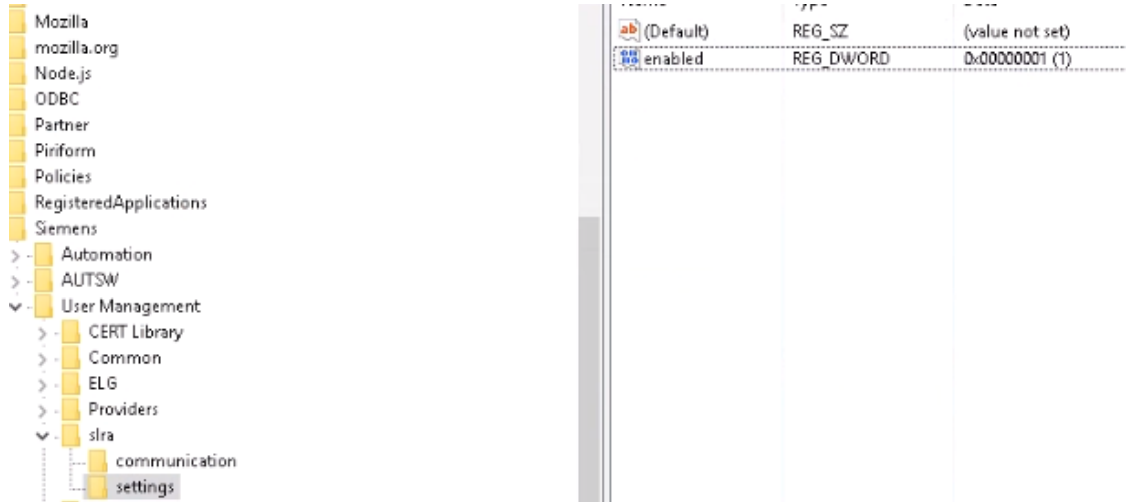 Mozilla
mozilla.org
Node.js
ODBC
Partner
Piriform
Policies
RegisteredApplications
Siemens
Automation
AUTSW
User Management
CERT Library
Common
ELG
Providers
slra
communication
settings
(Default) REG_SZ (value not set)
enabled REG_DWORD 0x00000001 (1)